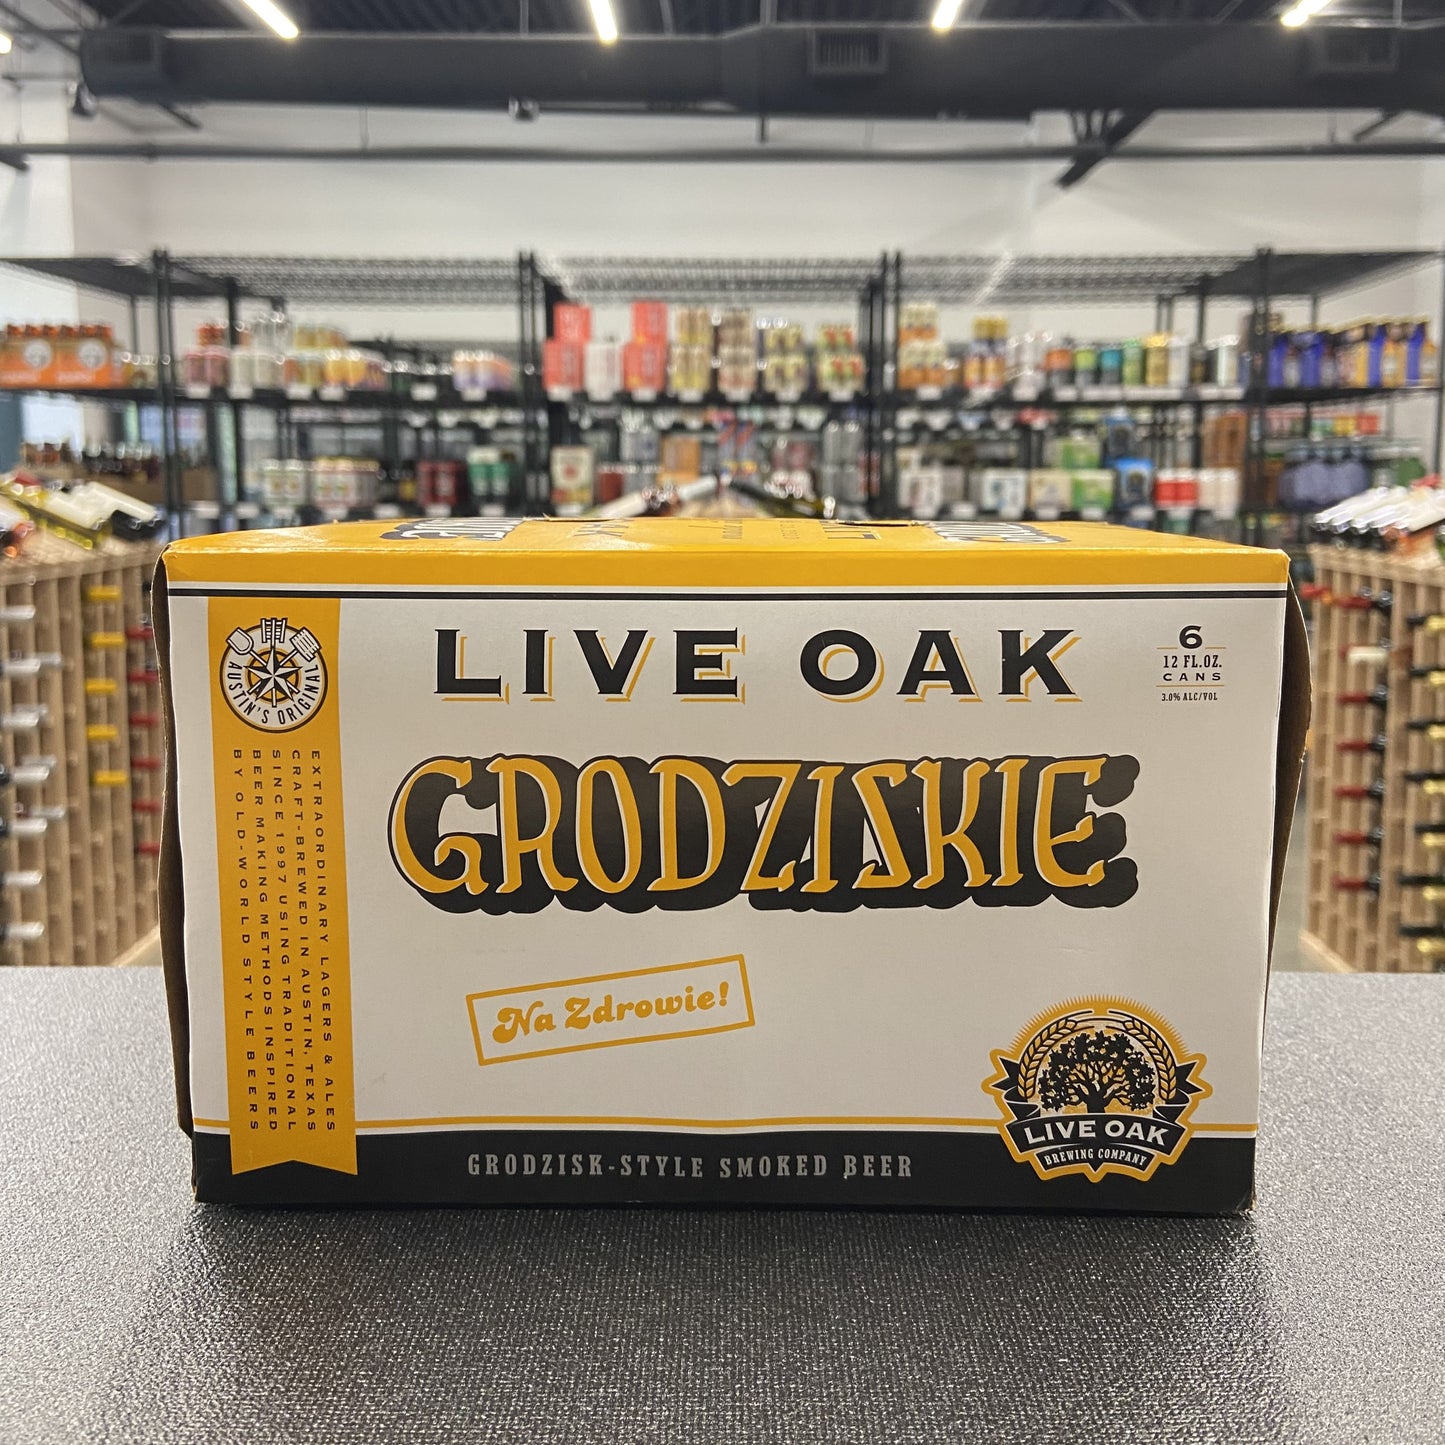 LIVE OAK
6
12 FL.OZ.
CANS
3.0% ALC/VOL
AUSTIN'S ORIGINAL
EXTRAORDINARY LAGERS & ALES
CRAFT-BREWED IN AUSTIN, TEXAS
SINCE 1997 USING TRADITIONAL
BEER MAKING METHODS INSPIRED
BY OLD-WORLD STYLE BEERS
GRODZISKIE
Na Zdrowie!
LIVE OAK
BREWING COMPANY
GRODZISK-STYLE SMOKED BEER